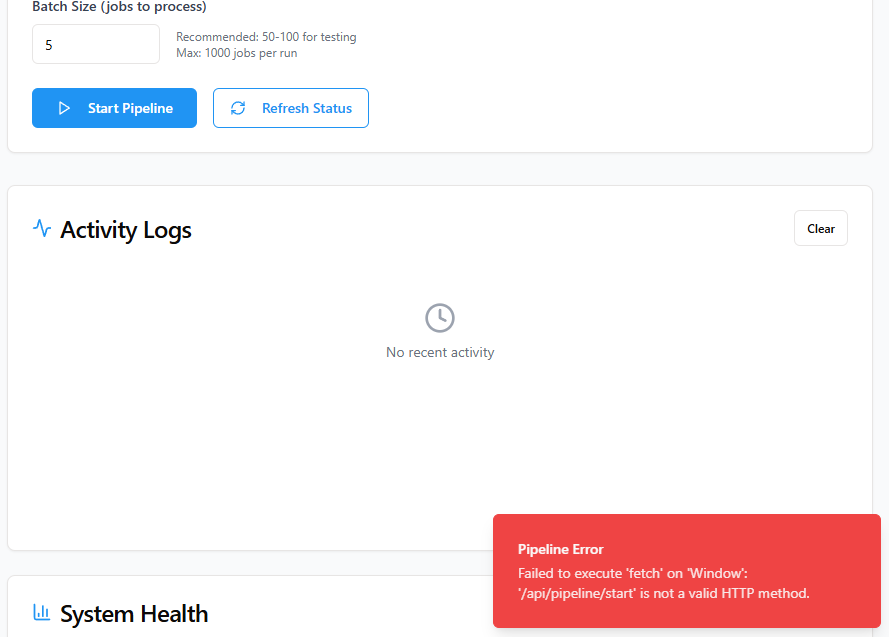 Batch Size (jobs to process)
5
Recommended: 50-100 for testing
Max: 1000 jobs per run
Start Pipeline
Refresh Status
Activity Logs
Clear
No recent activity
Pipeline Error
Failed to execute 'fetch' on 'Window':
'/api/pipeline/start' is not a valid HTTP method.
System Health